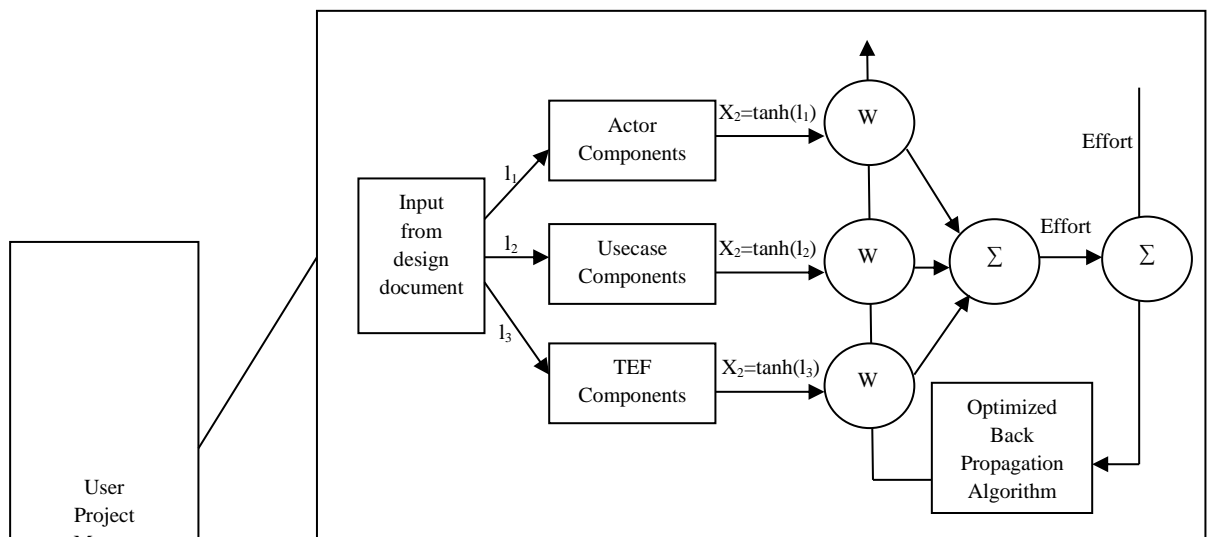 X₂=tanh(l₁)
W
Actor
Components
Effort
l₁
Input
from
design
document
l₂
Usecase
Components
X₂=tanh(l₂)
W
Σ
Effort
Σ
l₃
TEF
Components
X₂=tanh(l₃)
W
Optimized
Back
Propagation
Algorithm
User
Project